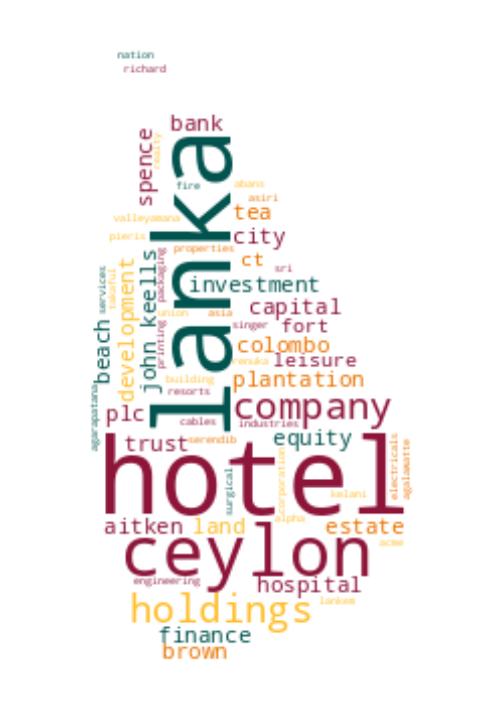 nation
richard
bank
spence
realty
lanka
fire
abans
asiri
valleyamana
tea
pieris
city
properties
ct
sri
john keells
packaging
services
takaful
development
investment
capital
union
asia
singer
fort
printing
colombo
beach
renuka
leisure
building
plantation
resorts
agarapatana
plc
company
cables
industries
trust
serendib
equity
hotel
surgical
corporation
kelani
electricals
agalamatte
aitken
land
alpha
estate
ceylon
acme
engineering
hospital
holdings
lankem
finance
brown